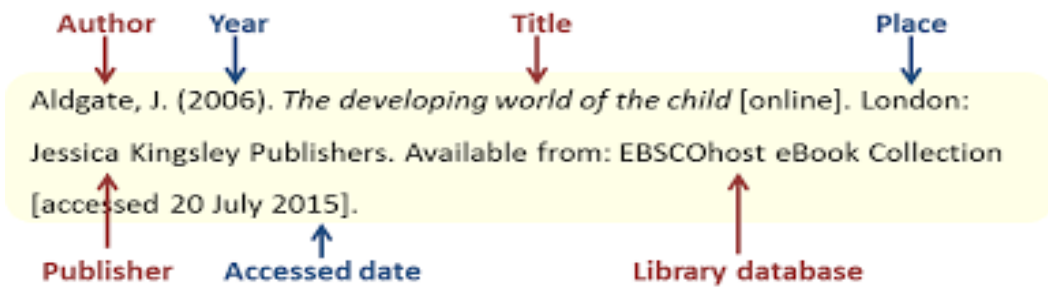 Author Year Title Place
Aldgate, J. (2006). The developing world of the child [online]. London:
Jessica Kingsley Publishers. Available from: EBSCOhost eBook Collection
[accessed 20 July 2015].
Publisher Accessed date Library database